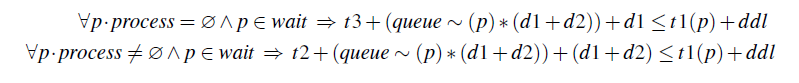 ∀p·process = ∅ ∧ p ∈ wait ⇒ t3 + (queue ∼ (p) ∗ (d1 + d2)) + d1 ≤ t1(p) + ddl
∀p·process ≠ ∅ ∧ p ∈ wait ⇒ t2 + (queue ∼ (p) ∗ (d1 + d2)) + (d1 + d2) ≤ t1(p) + ddl